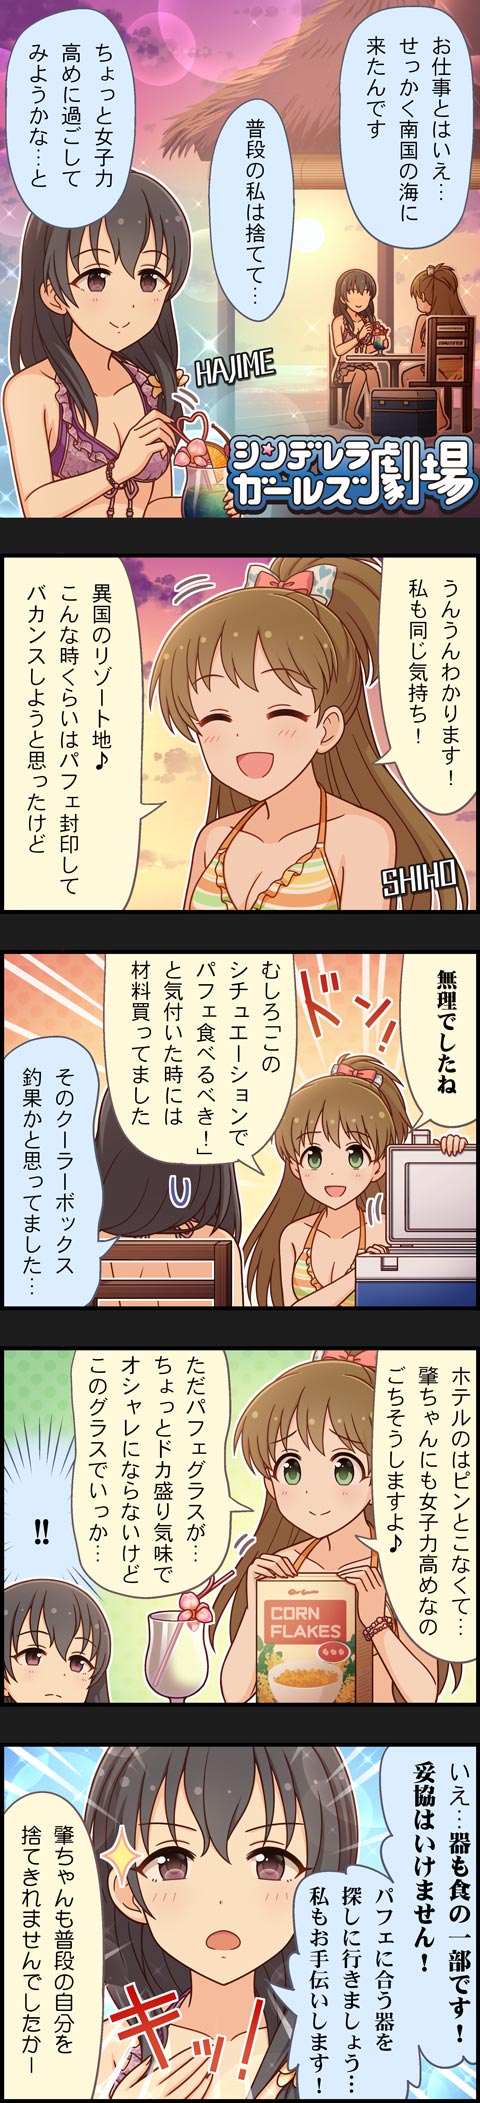 お仕事とはいえ…
せっかく南国の海に
来たんです
普段の私は捨てて…
ちょっと女子力
高めに過ごして
みようかな…と
HAJIME
シンデレラ
ガールズ劇場
うんうんわかります！
私も同じ気持ち！
異国のリゾート地♪
こんな時くらいはパフェ封印して
バカンスしようと思ったけど
SHIHO
無理でしたね
ドン！
むしろ「この
シチュエーションで
パフェ食べるべき！」
と気付いた時には
材料買ってました
そのクーラーボックス
釣果かと思ってました…
ホテルのはピンとこなくて…
肇ちゃんにも女子力高めなの
ごちそうしますよ♪
ただパフェグラスが…
ちょっとドカ盛り気味で
オシャレにならないけど
このグラスでいっか…
CORN
FLAKES
!!
いえ…器も食の一部です！
妥協はいけません！
パフェに合う器を
探しに行きましょう…
私もお手伝いします！
キッ！
肇ちゃんも普段の自分を
捨てきれませんでしたかー